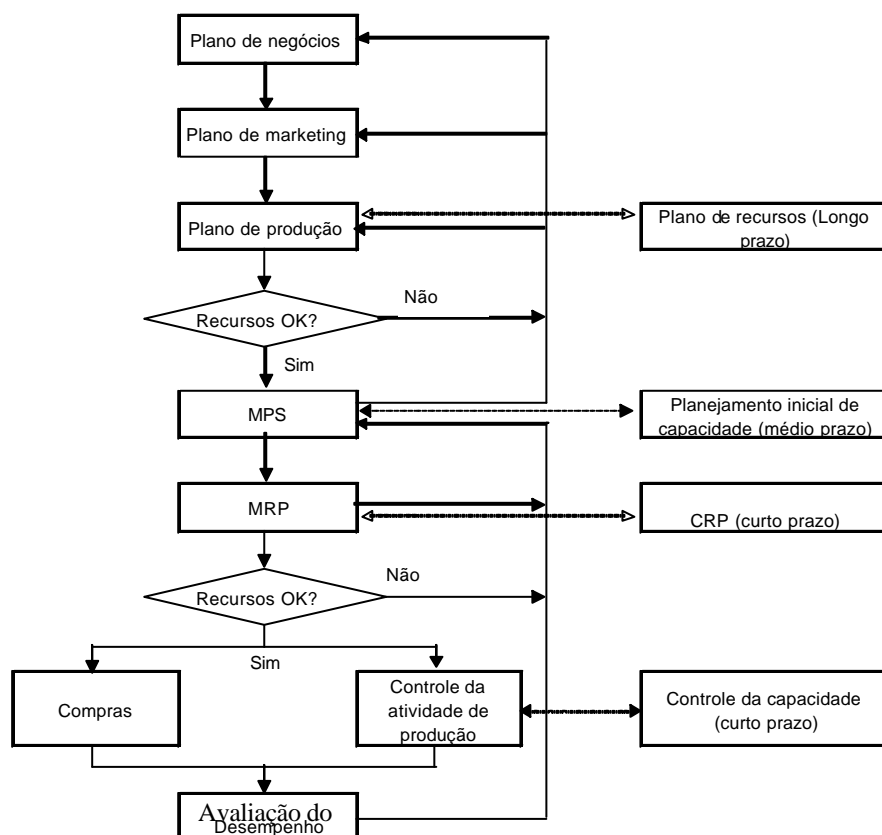 Plano de negócios
Plano de marketing
Plano de produção
Plano de recursos (Longo
prazo)
Não
Recursos OK?
Sim
MPS
Planejamento inicial de
capacidade (médio prazo)
MRP
CRP (curto prazo)
Não
Recursos OK?
Sim
Compras
Controle da
atividade de
produção
Controle da capacidade
(curto prazo)
Avaliação do
Desempenho